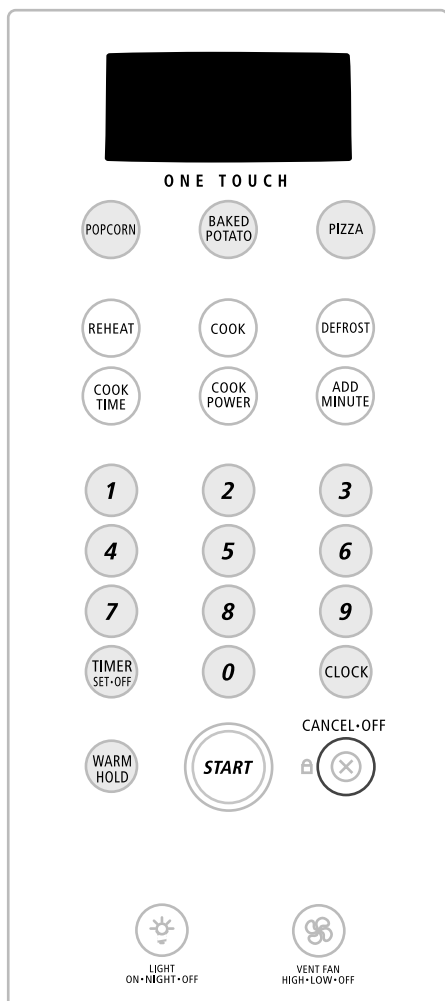 ONE TOUCH
POPCORN
BAKED
POTATO
PIZZA
REHEAT
COOK
DEFROST
COOK
TIME
COOK
POWER
ADD
MINUTE
1
2
3
4
5
6
7
8
9
TIMER
SET•OFF
0
CLOCK
CANCEL•OFF
WARM
HOLD
START
LIGHT
ON•NIGHT•OFF
VENT FAN
HIGH•LOW•OFF